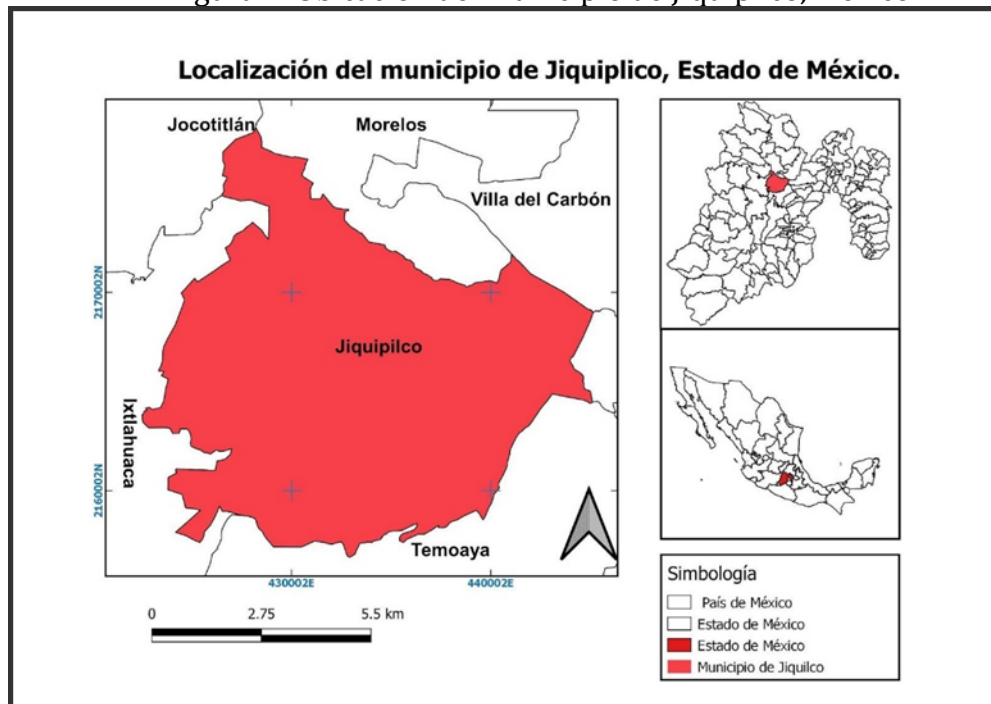 Localización del municipio de Jiquiplico, Estado de México.
Jocotitlán
Morelos
Villa del Carbón
Jiquipilco
Ixtlahuaca
Temoaya
2170002N
2160002N
430002E
440002E
0 2.75 5.5 km
Simbología
País de México
Estado de México
Estado de México
Municipio de Jiquilco